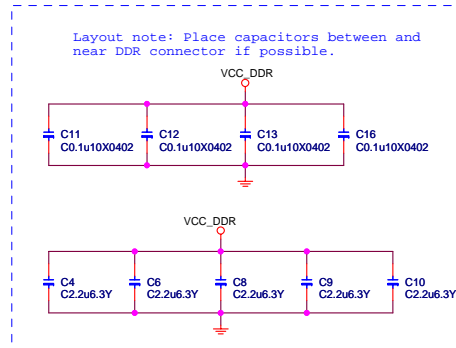 Layout note: Place capacitors between and
near DDR connector if possible.
VCC_DDR
C11 C12 C13 C16
C0.1u10X0402 C0.1u10X0402 C0.1u10X0402 C0.1u10X0402
VCC_DDR
C4 C6 C8 C9 C10
C2.2u6.3Y C2.2u6.3Y C2.2u6.3Y C2.2u6.3Y C2.2u6.3Y